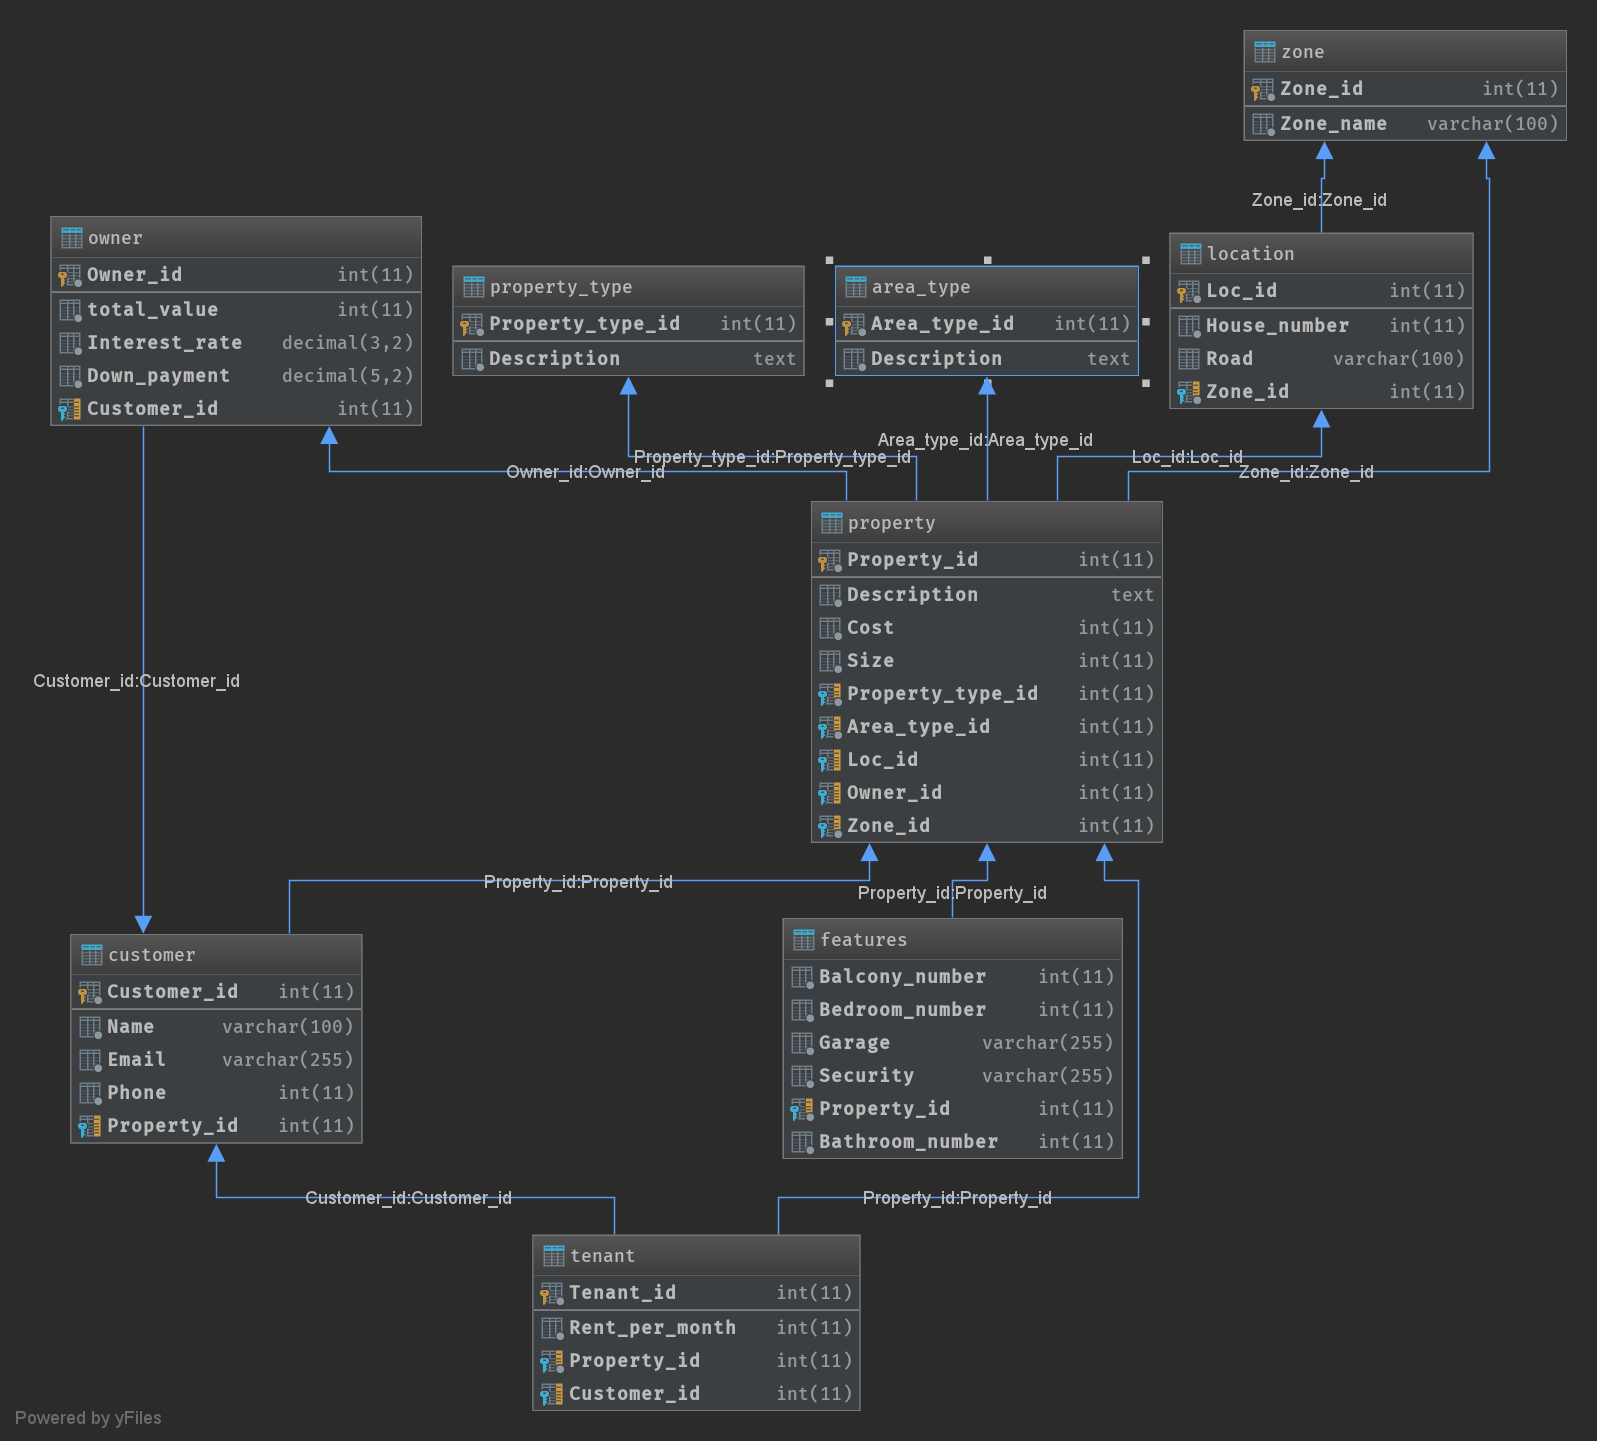 zone
Zone_id int(11)
Zone_name varchar(100)
Zone_id:Zone_id
owner
Owner_id int(11)
total_value int(11)
Interest_rate decimal(3,2)
Down_payment decimal(5,2)
Customer_id int(11)
property_type
Property_type_id int(11)
Description text
area_type
Area_type_id int(11)
Description text
location
Loc_id int(11)
House_number int(11)
Road varchar(100)
Zone_id int(11)
Area_type_id:Area_type_id
Property_type_id:Property_type_id
Loc_id:Loc_id
Owner_id:Owner_id
Zone_id:Zone_id
property
Property_id int(11)
Description text
Cost int(11)
Size int(11)
Property_type_id int(11)
Area_type_id int(11)
Loc_id int(11)
Owner_id int(11)
Zone_id int(11)
Customer_id:Customer_id
Property_id:Property_id
Property_id:Property_id
customer
Customer_id int(11)
Name varchar(100)
Email varchar(255)
Phone int(11)
Property_id int(11)
features
Balcony_number int(11)
Bedroom_number int(11)
Garage varchar(255)
Security varchar(255)
Property_id int(11)
Bathroom_number int(11)
Customer_id:Customer_id
Property_id:Property_id
tenant
Tenant_id int(11)
Rent_per_month int(11)
Property_id int(11)
Customer_id int(11)
Powered by yFiles